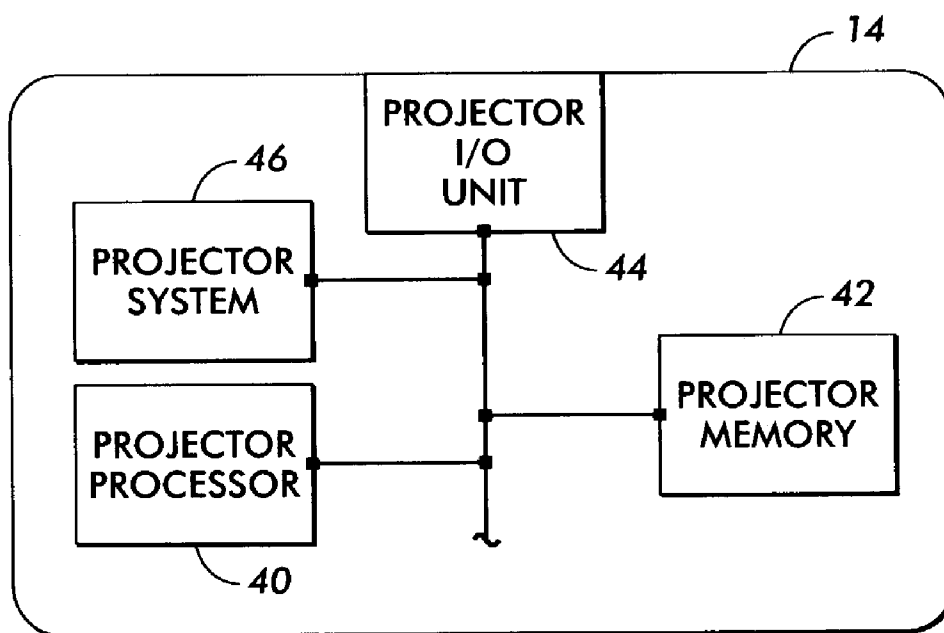 14
PROJECTOR
I/O
UNIT
46
44
PROJECTOR
SYSTEM
42
PROJECTOR
MEMORY
PROJECTOR
PROCESSOR
40